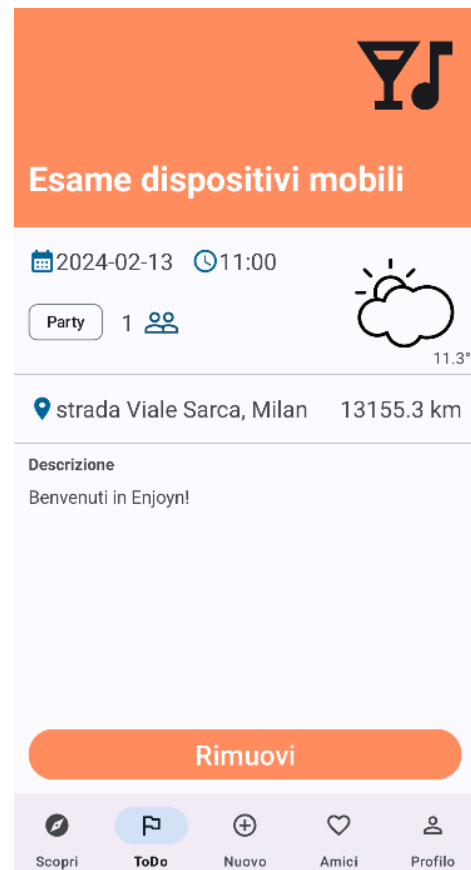 Esame dispositivi mobili
2024-02-13 11:00
Party 1
11.3°
strada Viale Sarca, Milan 13155.3 km
Descrizione
Benvenuti in Enjoyn!
Rimuovi
Scopri ToDo Nuovo Amici Profilo